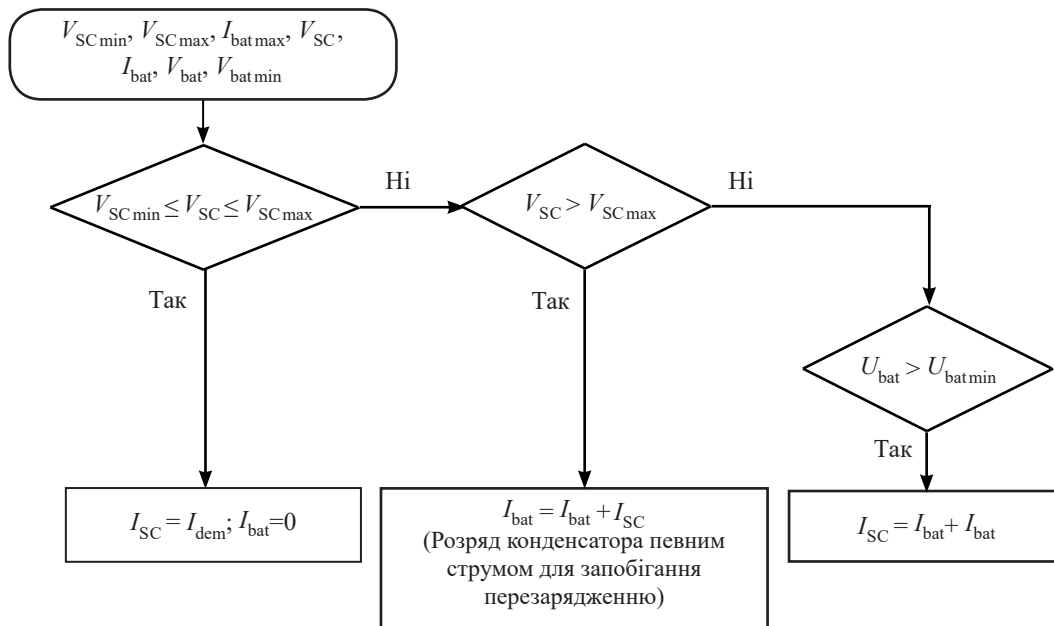 V_SC min, V_SC max, I_bat max, V_SC,
I_bat, V_bat, V_bat min
V_SC min ≤ V_SC ≤ V_SC max
Ні
V_SC > V_SC max
Ні
Так
Так
U_bat > U_bat min
Так
I_SC = I_dem; I_bat=0
I_bat = I_bat + I_SC
(Розряд конденсатора певним
струмом для запобігання
перезарядженню)
I_SC = I_bat + I_bat